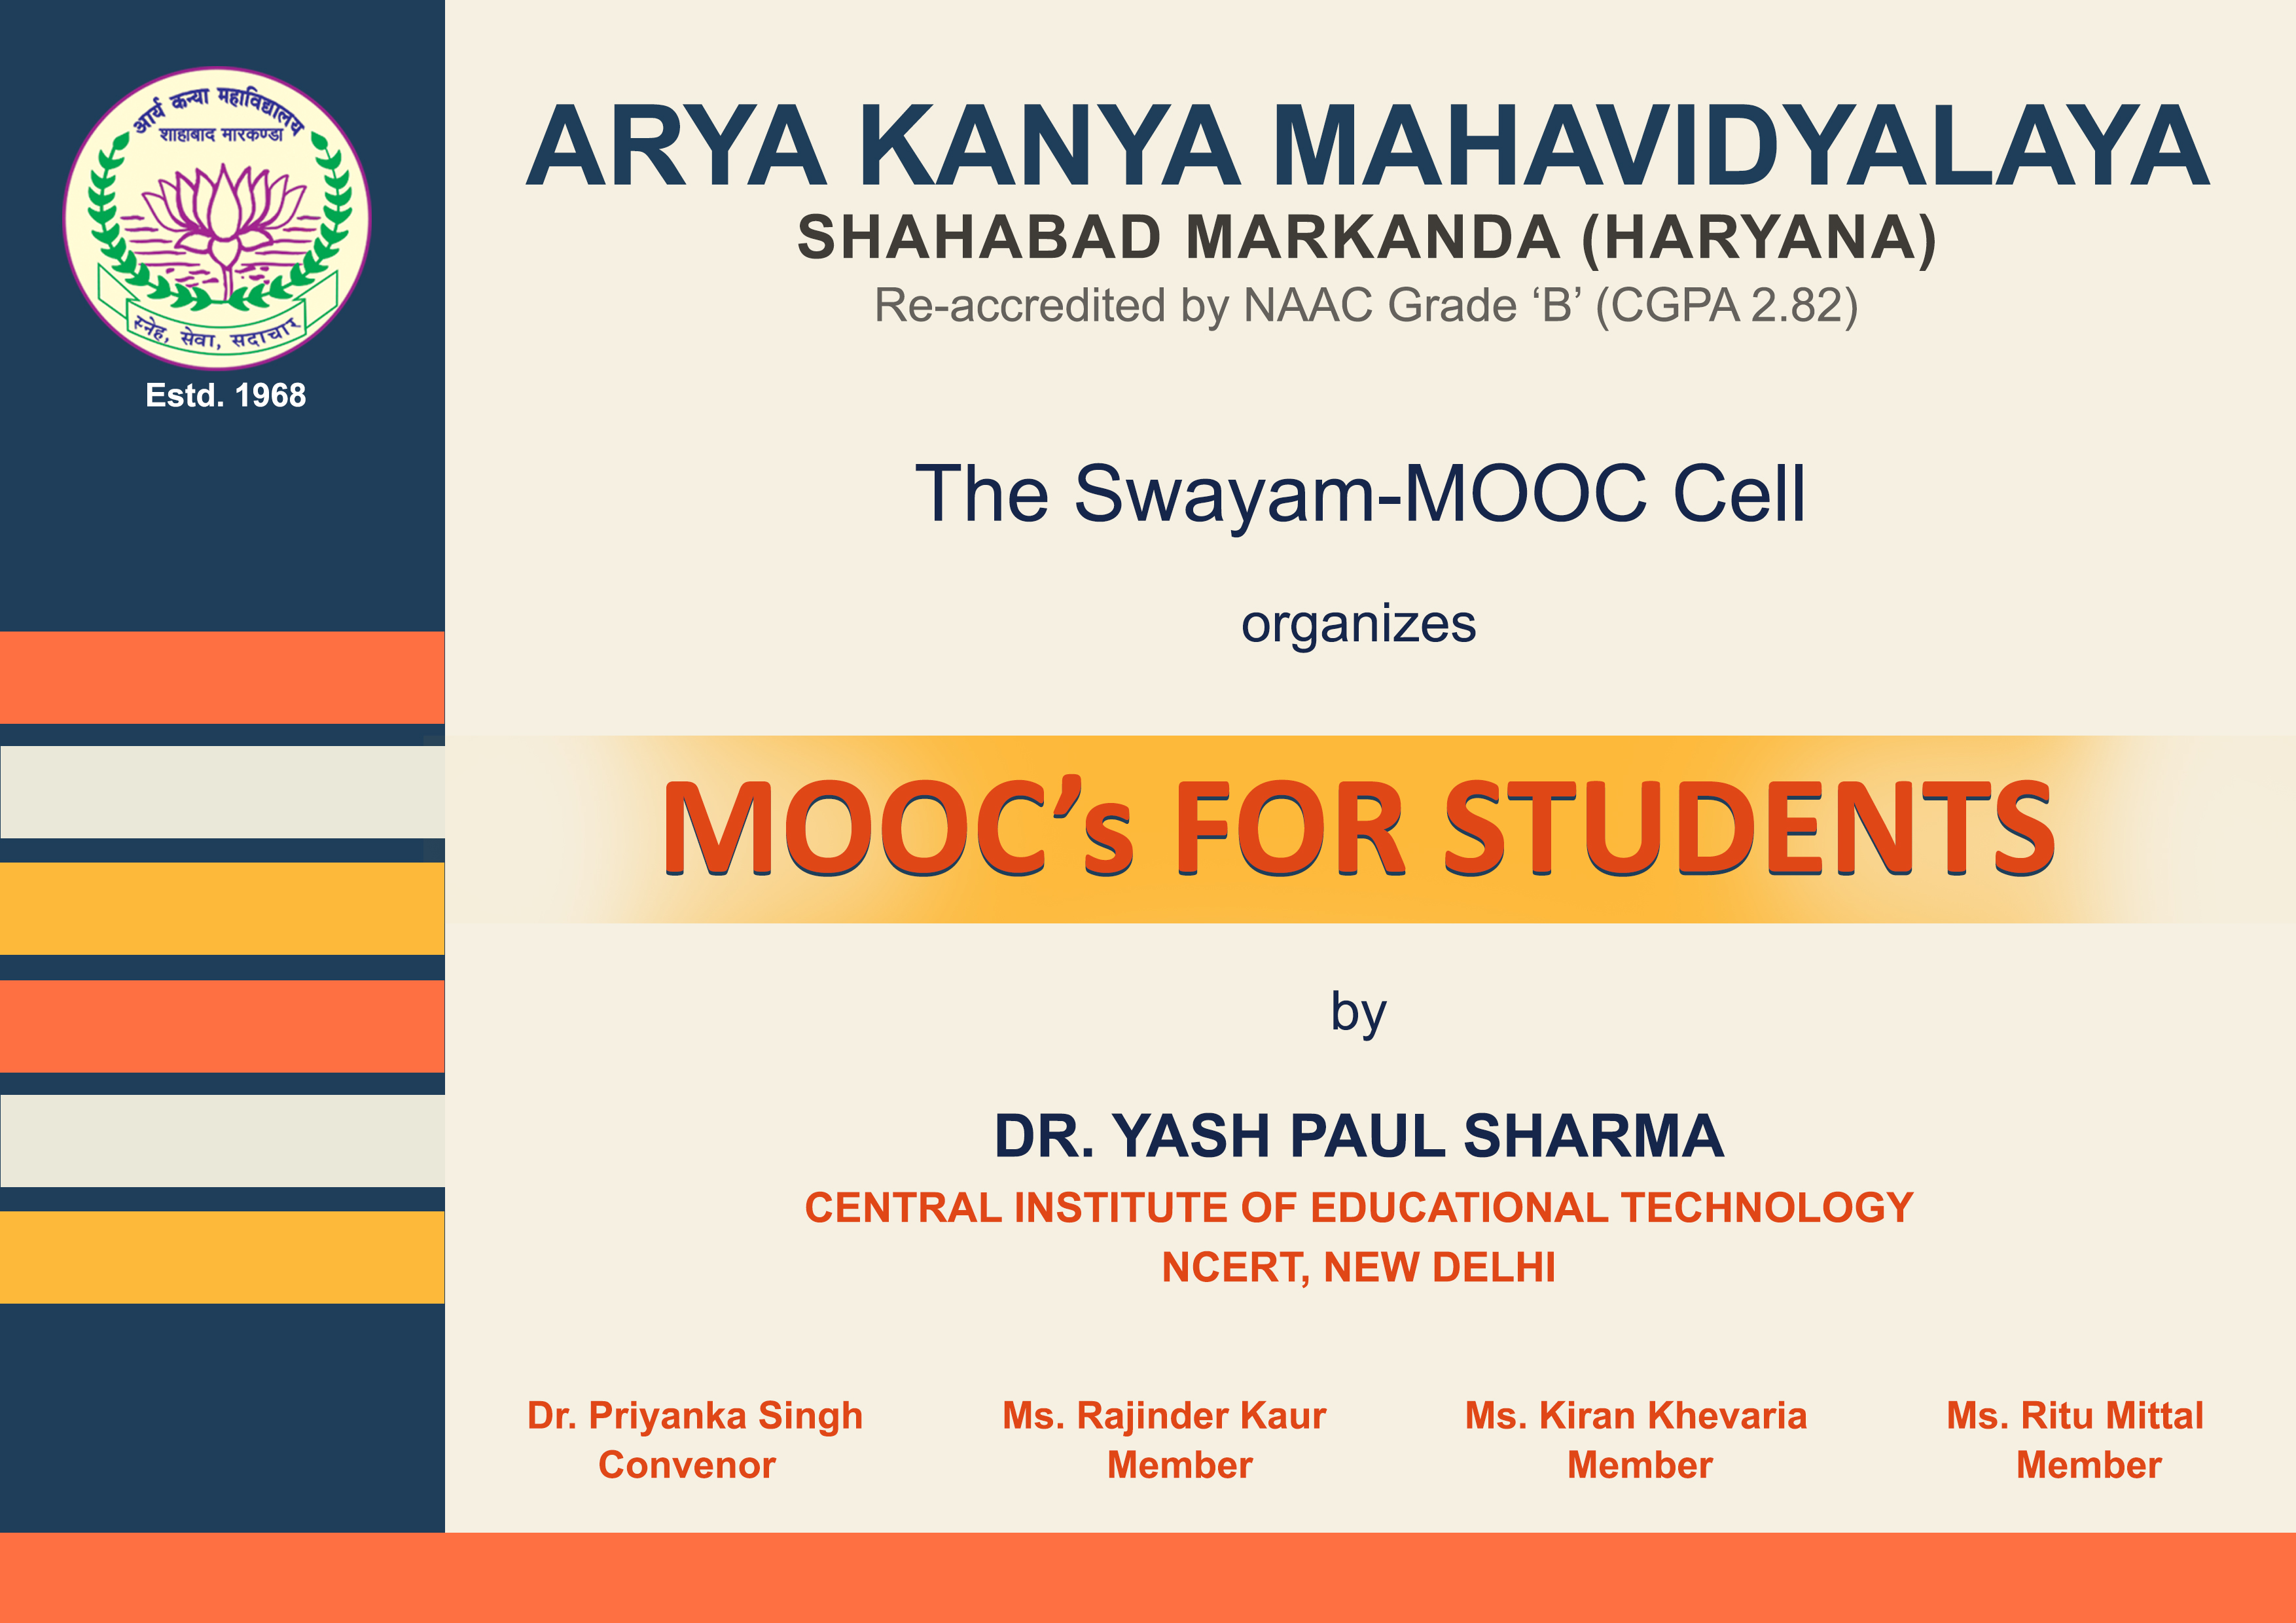 आर्य कन्या महाविद्यालय
शाहाबाद मारकण्डा
स्नेह, सेवा, सदाचार
Estd. 1968
ARYA KANYA MAHAVIDYALAYA
SHAHABAD MARKANDA (HARYANA)
Re-accredited by NAAC Grade ‘B’ (CGPA 2.82)
The Swayam-MOOC Cell
organizes
MOOC’s FOR STUDENTS
by
DR. YASH PAUL SHARMA
CENTRAL INSTITUTE OF EDUCATIONAL TECHNOLOGY
NCERT, NEW DELHI
Dr. Priyanka Singh
Convenor
Ms. Rajinder Kaur
Member
Ms. Kiran Khevaria
Member
Ms. Ritu Mittal
Member